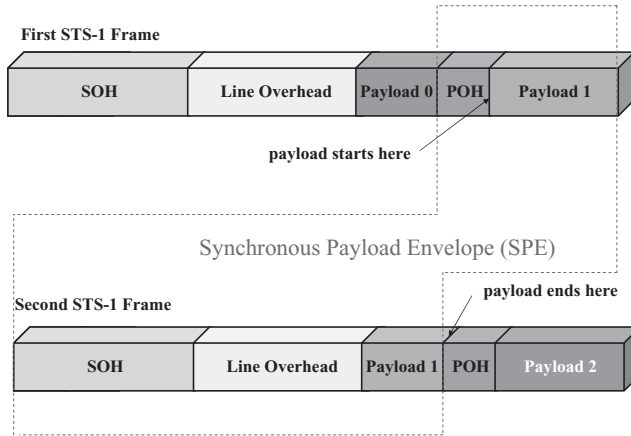 First STS-1 Frame
SOH Line Overhead Payload 0 POH Payload 1
payload starts here
Synchronous Payload Envelope (SPE)
payload ends here
Second STS-1 Frame
SOH Line Overhead Payload 1 POH Payload 2